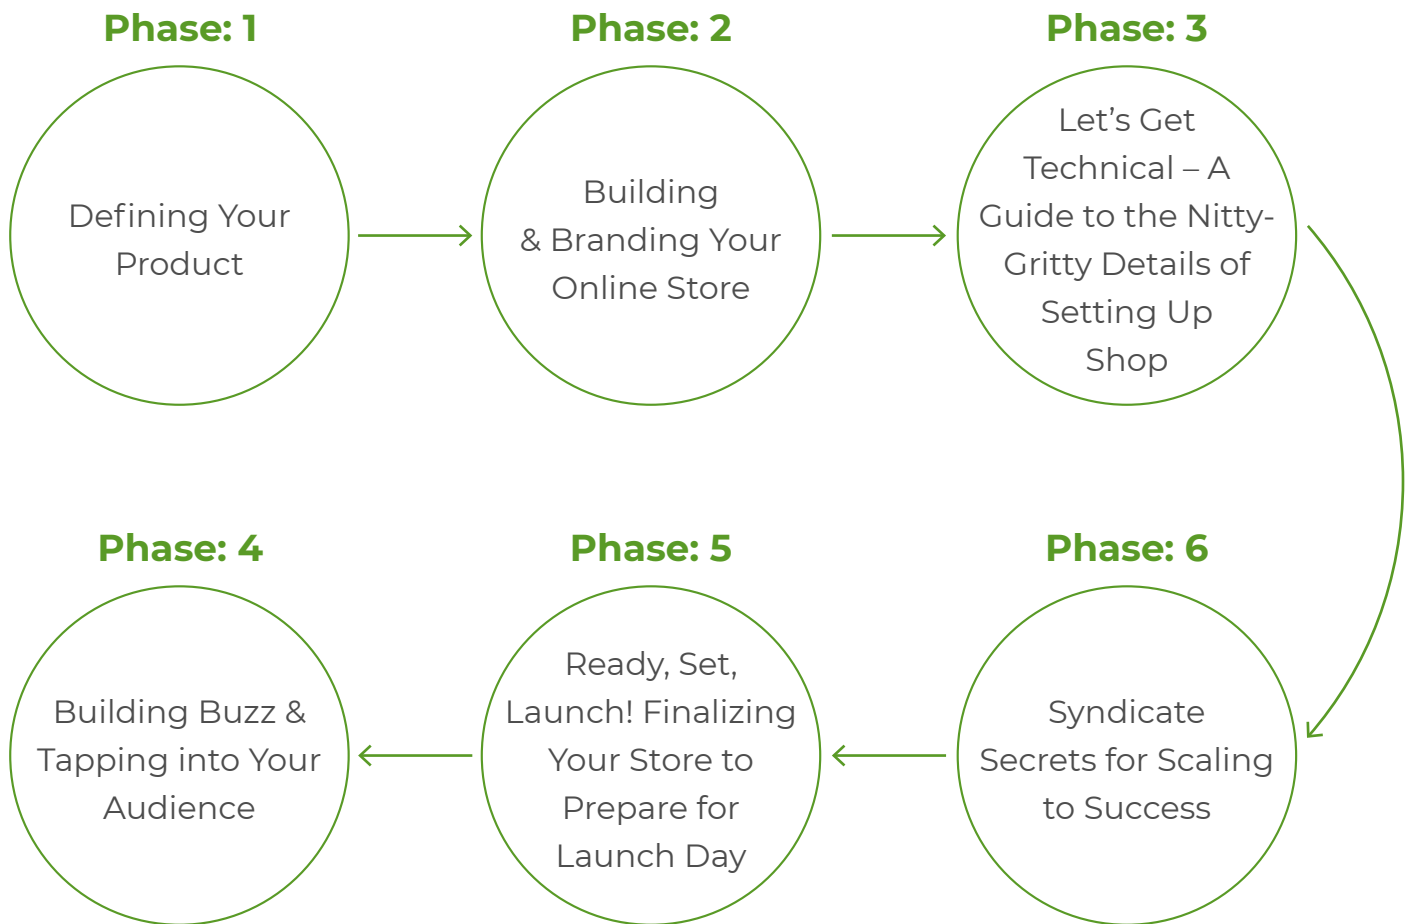 Phase: 1
Defining Your
Product
Phase: 2
Building
& Branding Your
Online Store
Phase: 3
Let’s Get
Technical – A
Guide to the Nitty-
Gritty Details of
Setting Up
Shop
Phase: 4
Building Buzz &
Tapping into Your
Audience
Phase: 5
Ready, Set,
Launch! Finalizing
Your Store to
Prepare for
Launch Day
Phase: 6
Syndicate
Secrets for Scaling
to Success